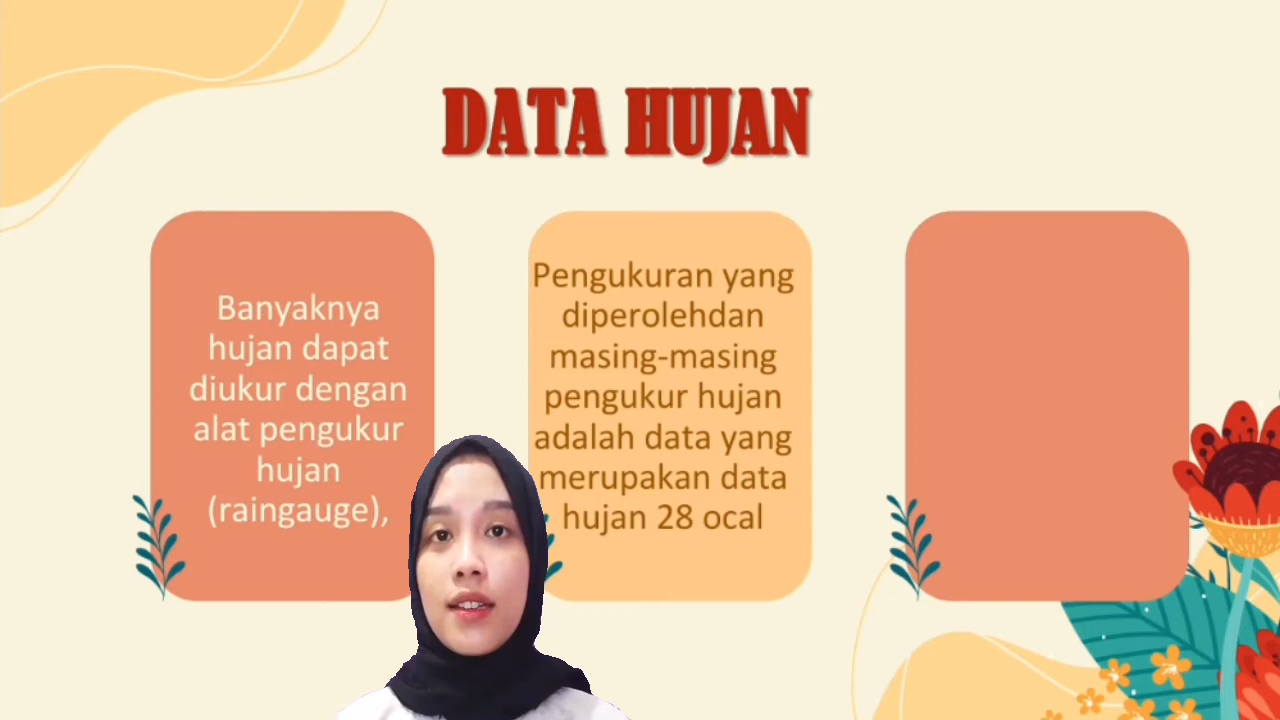 DATA HUJAN
Banyaknya
hujan dapat
diukur dengan
alat pengukur
hujan
(raingauge),
Pengukuran yang
diperolehdan
masing-masing
pengukur hujan
adalah data yang
merupakan data
hujan 28 ocal